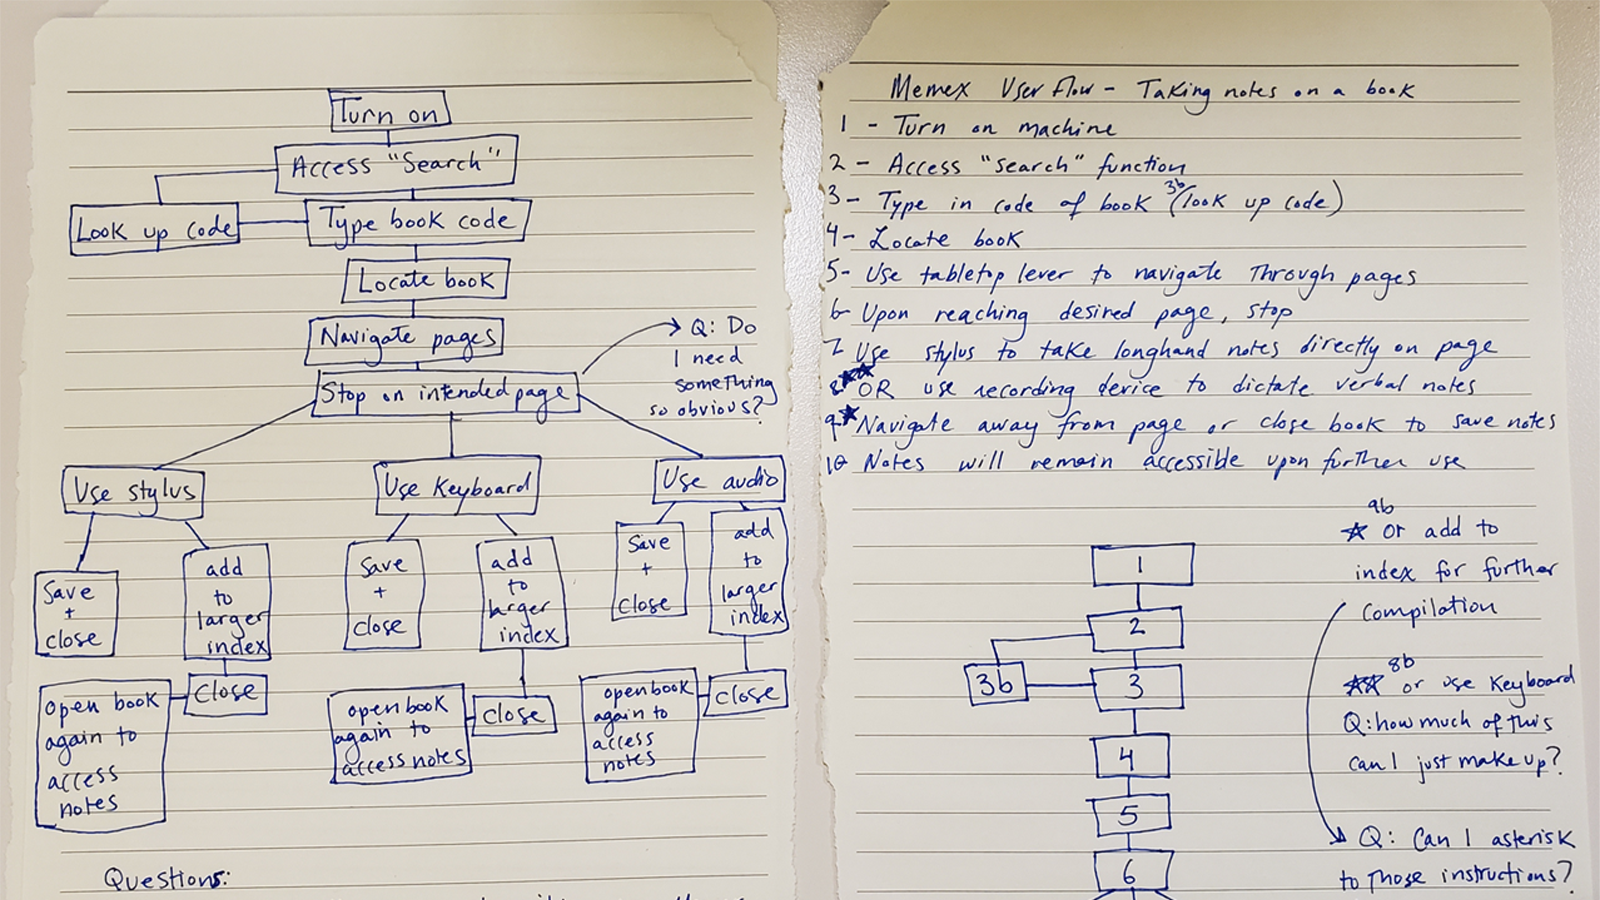 Turn on
Access "Search"
Look up code
Type book code
Locate book
Navigate pages
Q: Do
I need
something
so obvious?
Stop on intended page
Use stylus
Use Keyboard
Use audio
Save
+
close
add
to
larger
index
Save
+
close
add
to
larger
index
Save
+
close
add
to
larger
index
open book
again to
access
notes
close
open book
again to
access notes
close
open book
again to
access
notes
close
Questions:
Memex User flow - Taking notes on a book
1 - Turn on machine
2 - Access "search" function
3 - Type in code of book 3b (look up code)
4 - Locate book
5 - Use tabletop lever to navigate through pages
6 - Upon reaching desired page, stop
7 Use stylus to take longhand notes directly on page
8 ★★ OR use recording device to dictate verbal notes
9 ★ Navigate away from page or close book to save notes
10 Notes will remain accessible upon further use
9b
★ or add to
index for further
compilation
8b
★★ or use Keyboard
Q: how much of this
can I just make up?
Q: Can I asterisk
to those instructions?
1
2
3b
3
4
5
6